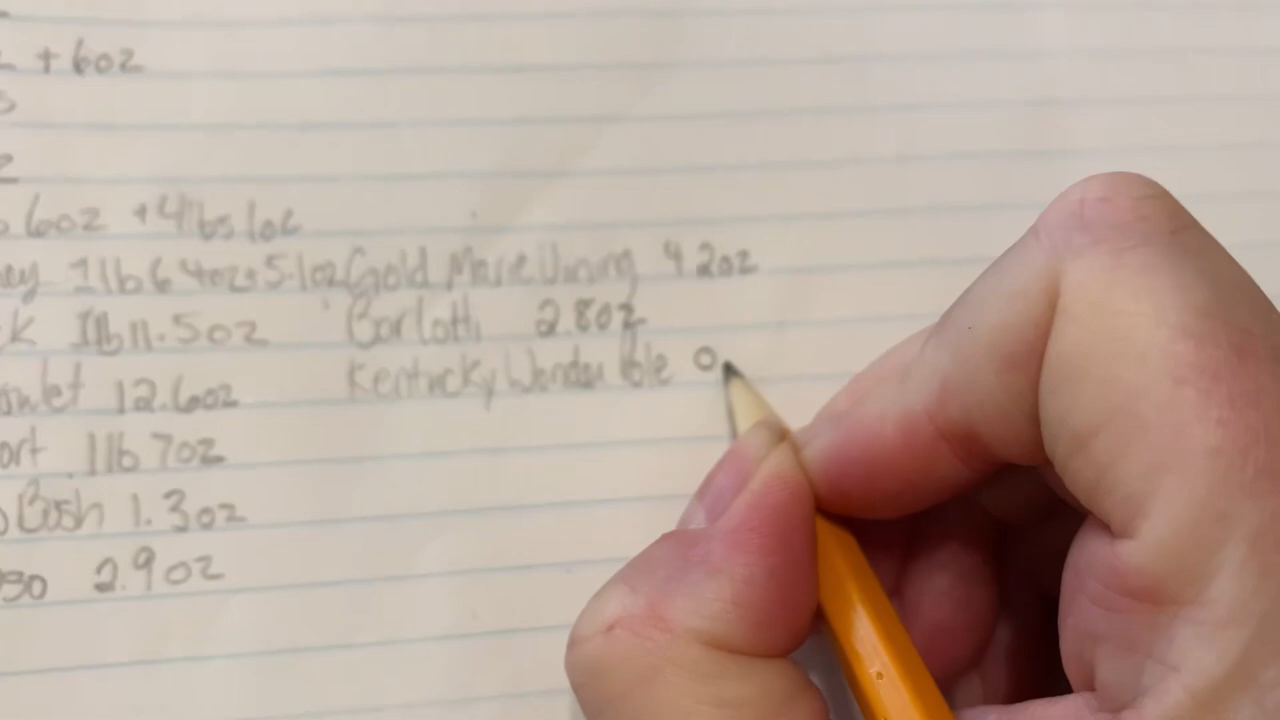 + 6oz
6oz + 4lbs 1oz
1lb 6.4oz+5.1oz Gold Marie Vining 4.2oz
1lb 11.5oz Borlotti 2.8oz
12.6oz Kentucky Wonder Pole 0.
1lb 7oz
Bush 1.3oz
2.9oz